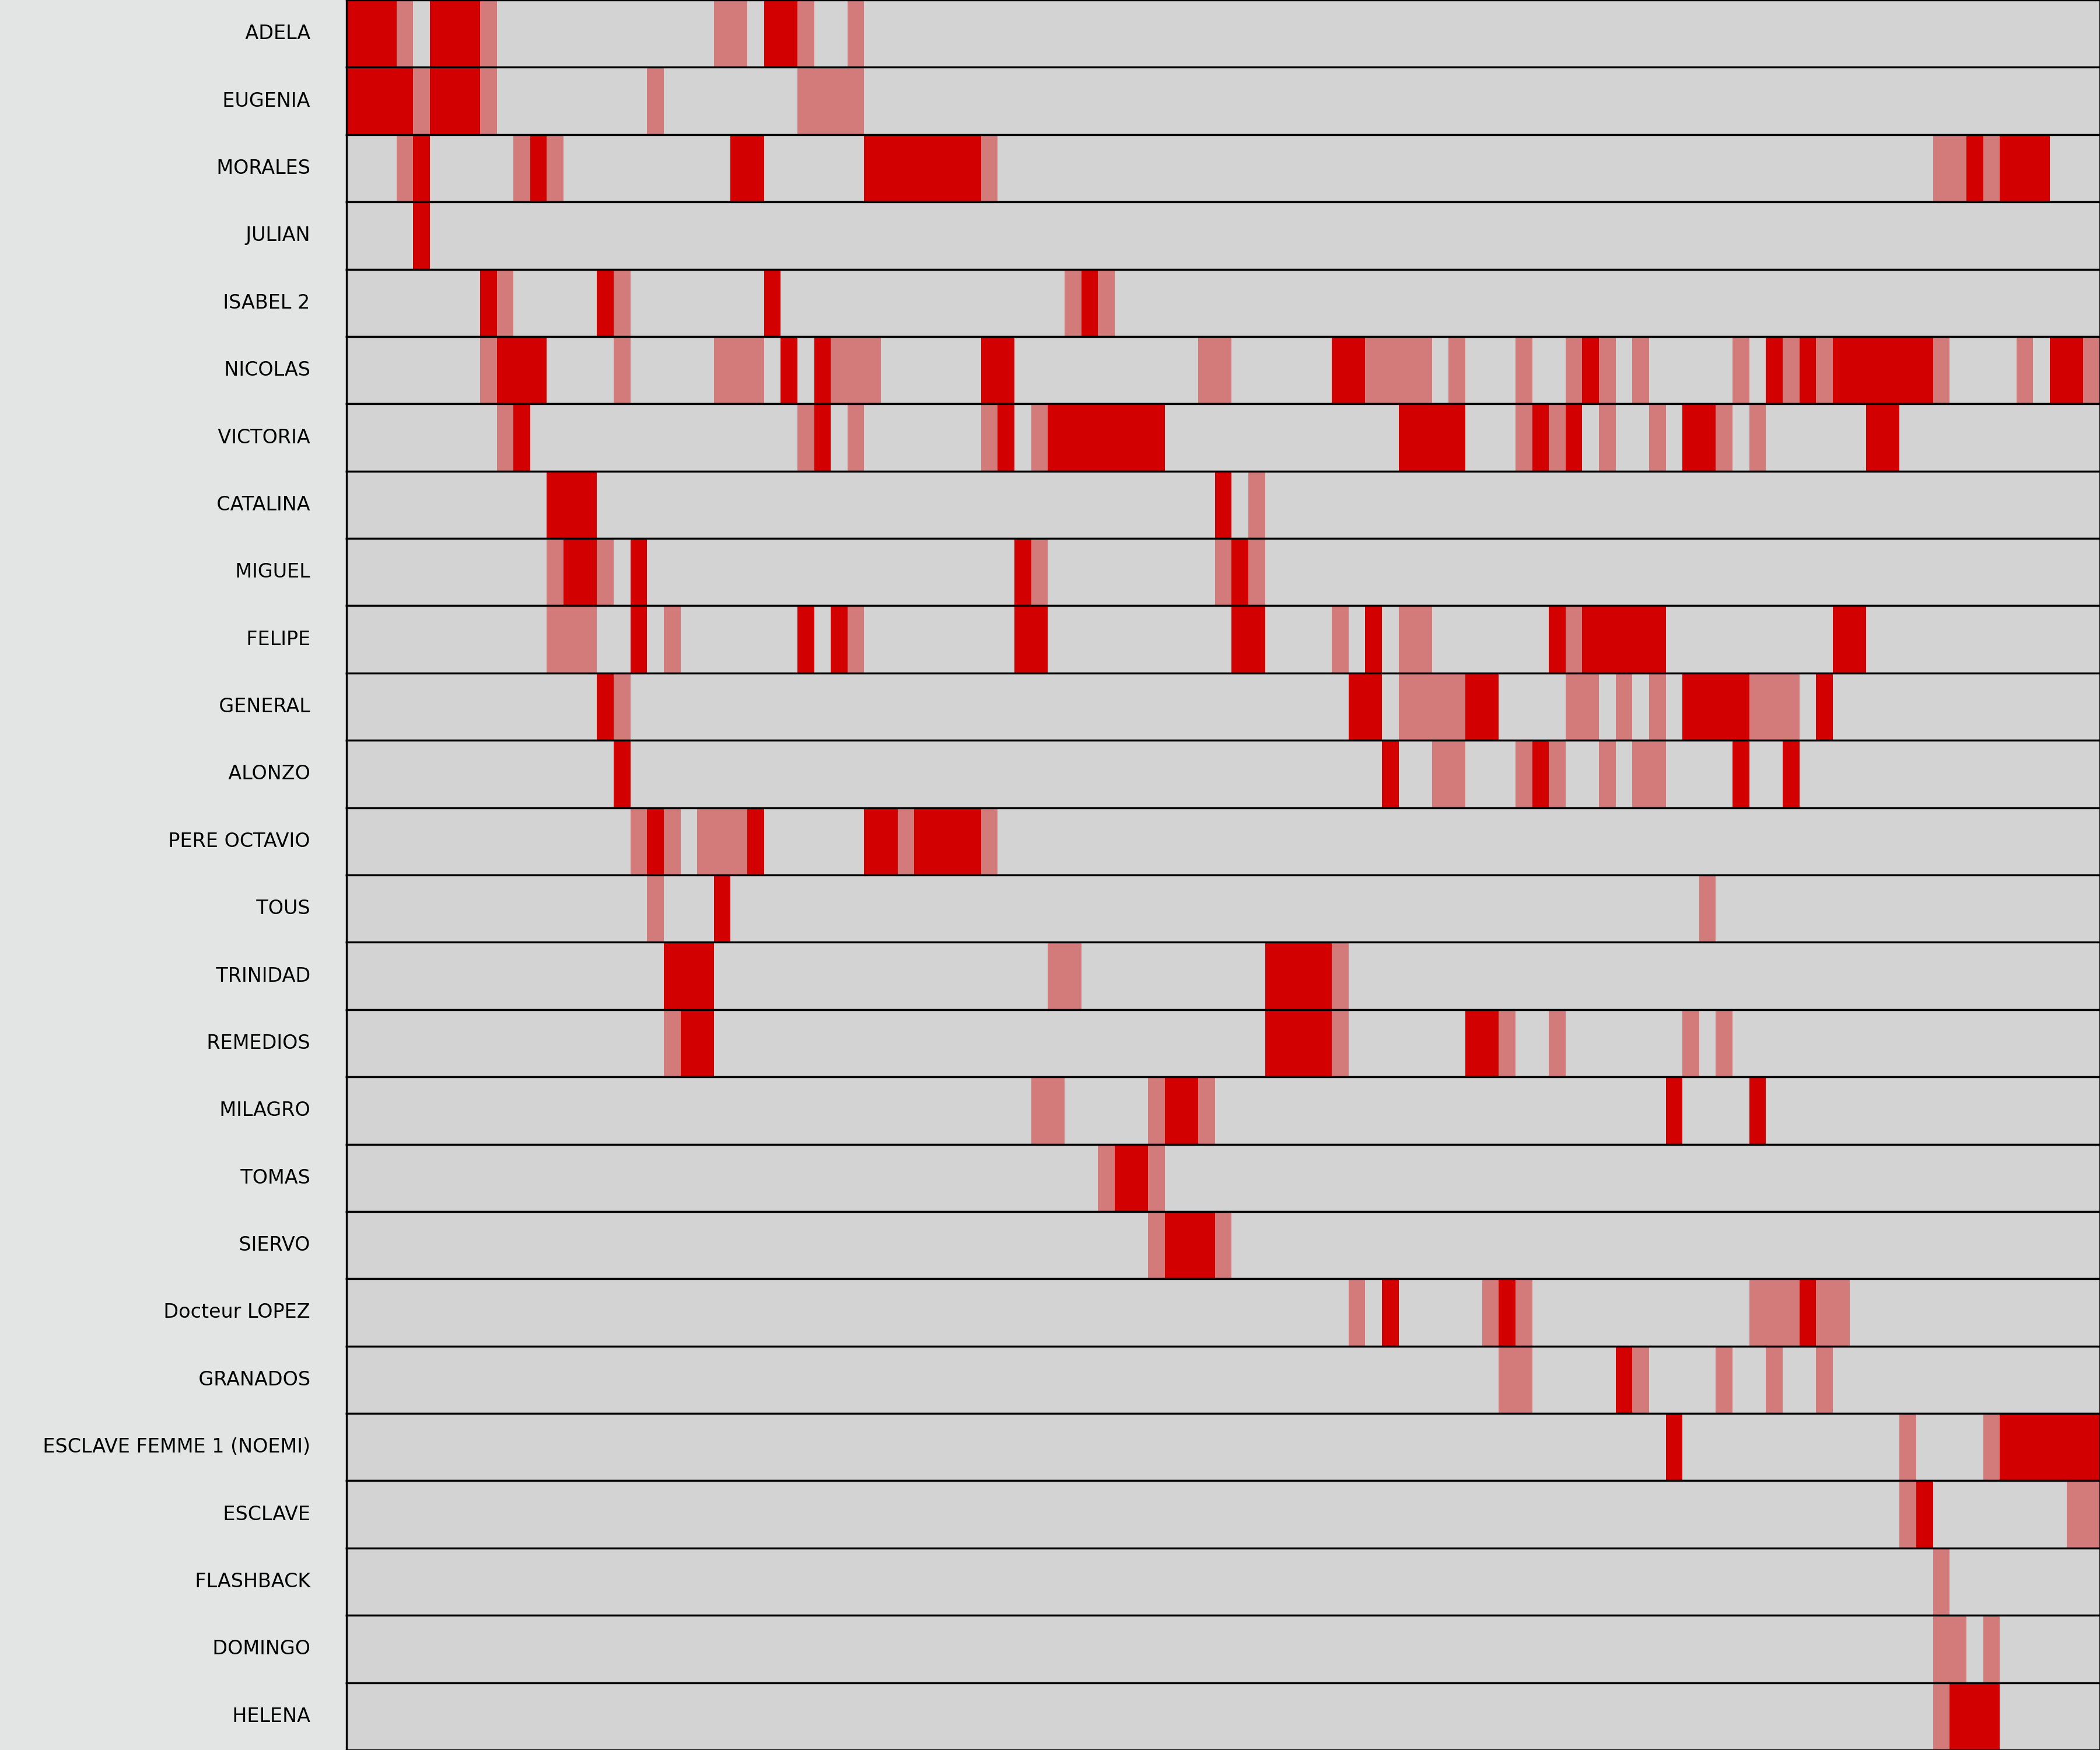 ADELA
EUGENIA
MORALES
JULIAN
ISABEL 2
NICOLAS
VICTORIA
CATALINA
MIGUEL
FELIPE
GENERAL
ALONZO
PERE OCTAVIO
TOUS
TRINIDAD
REMEDIOS
MILAGRO
TOMAS
SIERVO
Docteur LOPEZ
GRANADOS
ESCLAVE FEMME 1 (NOEMI)
ESCLAVE
FLASHBACK
DOMINGO
HELENA